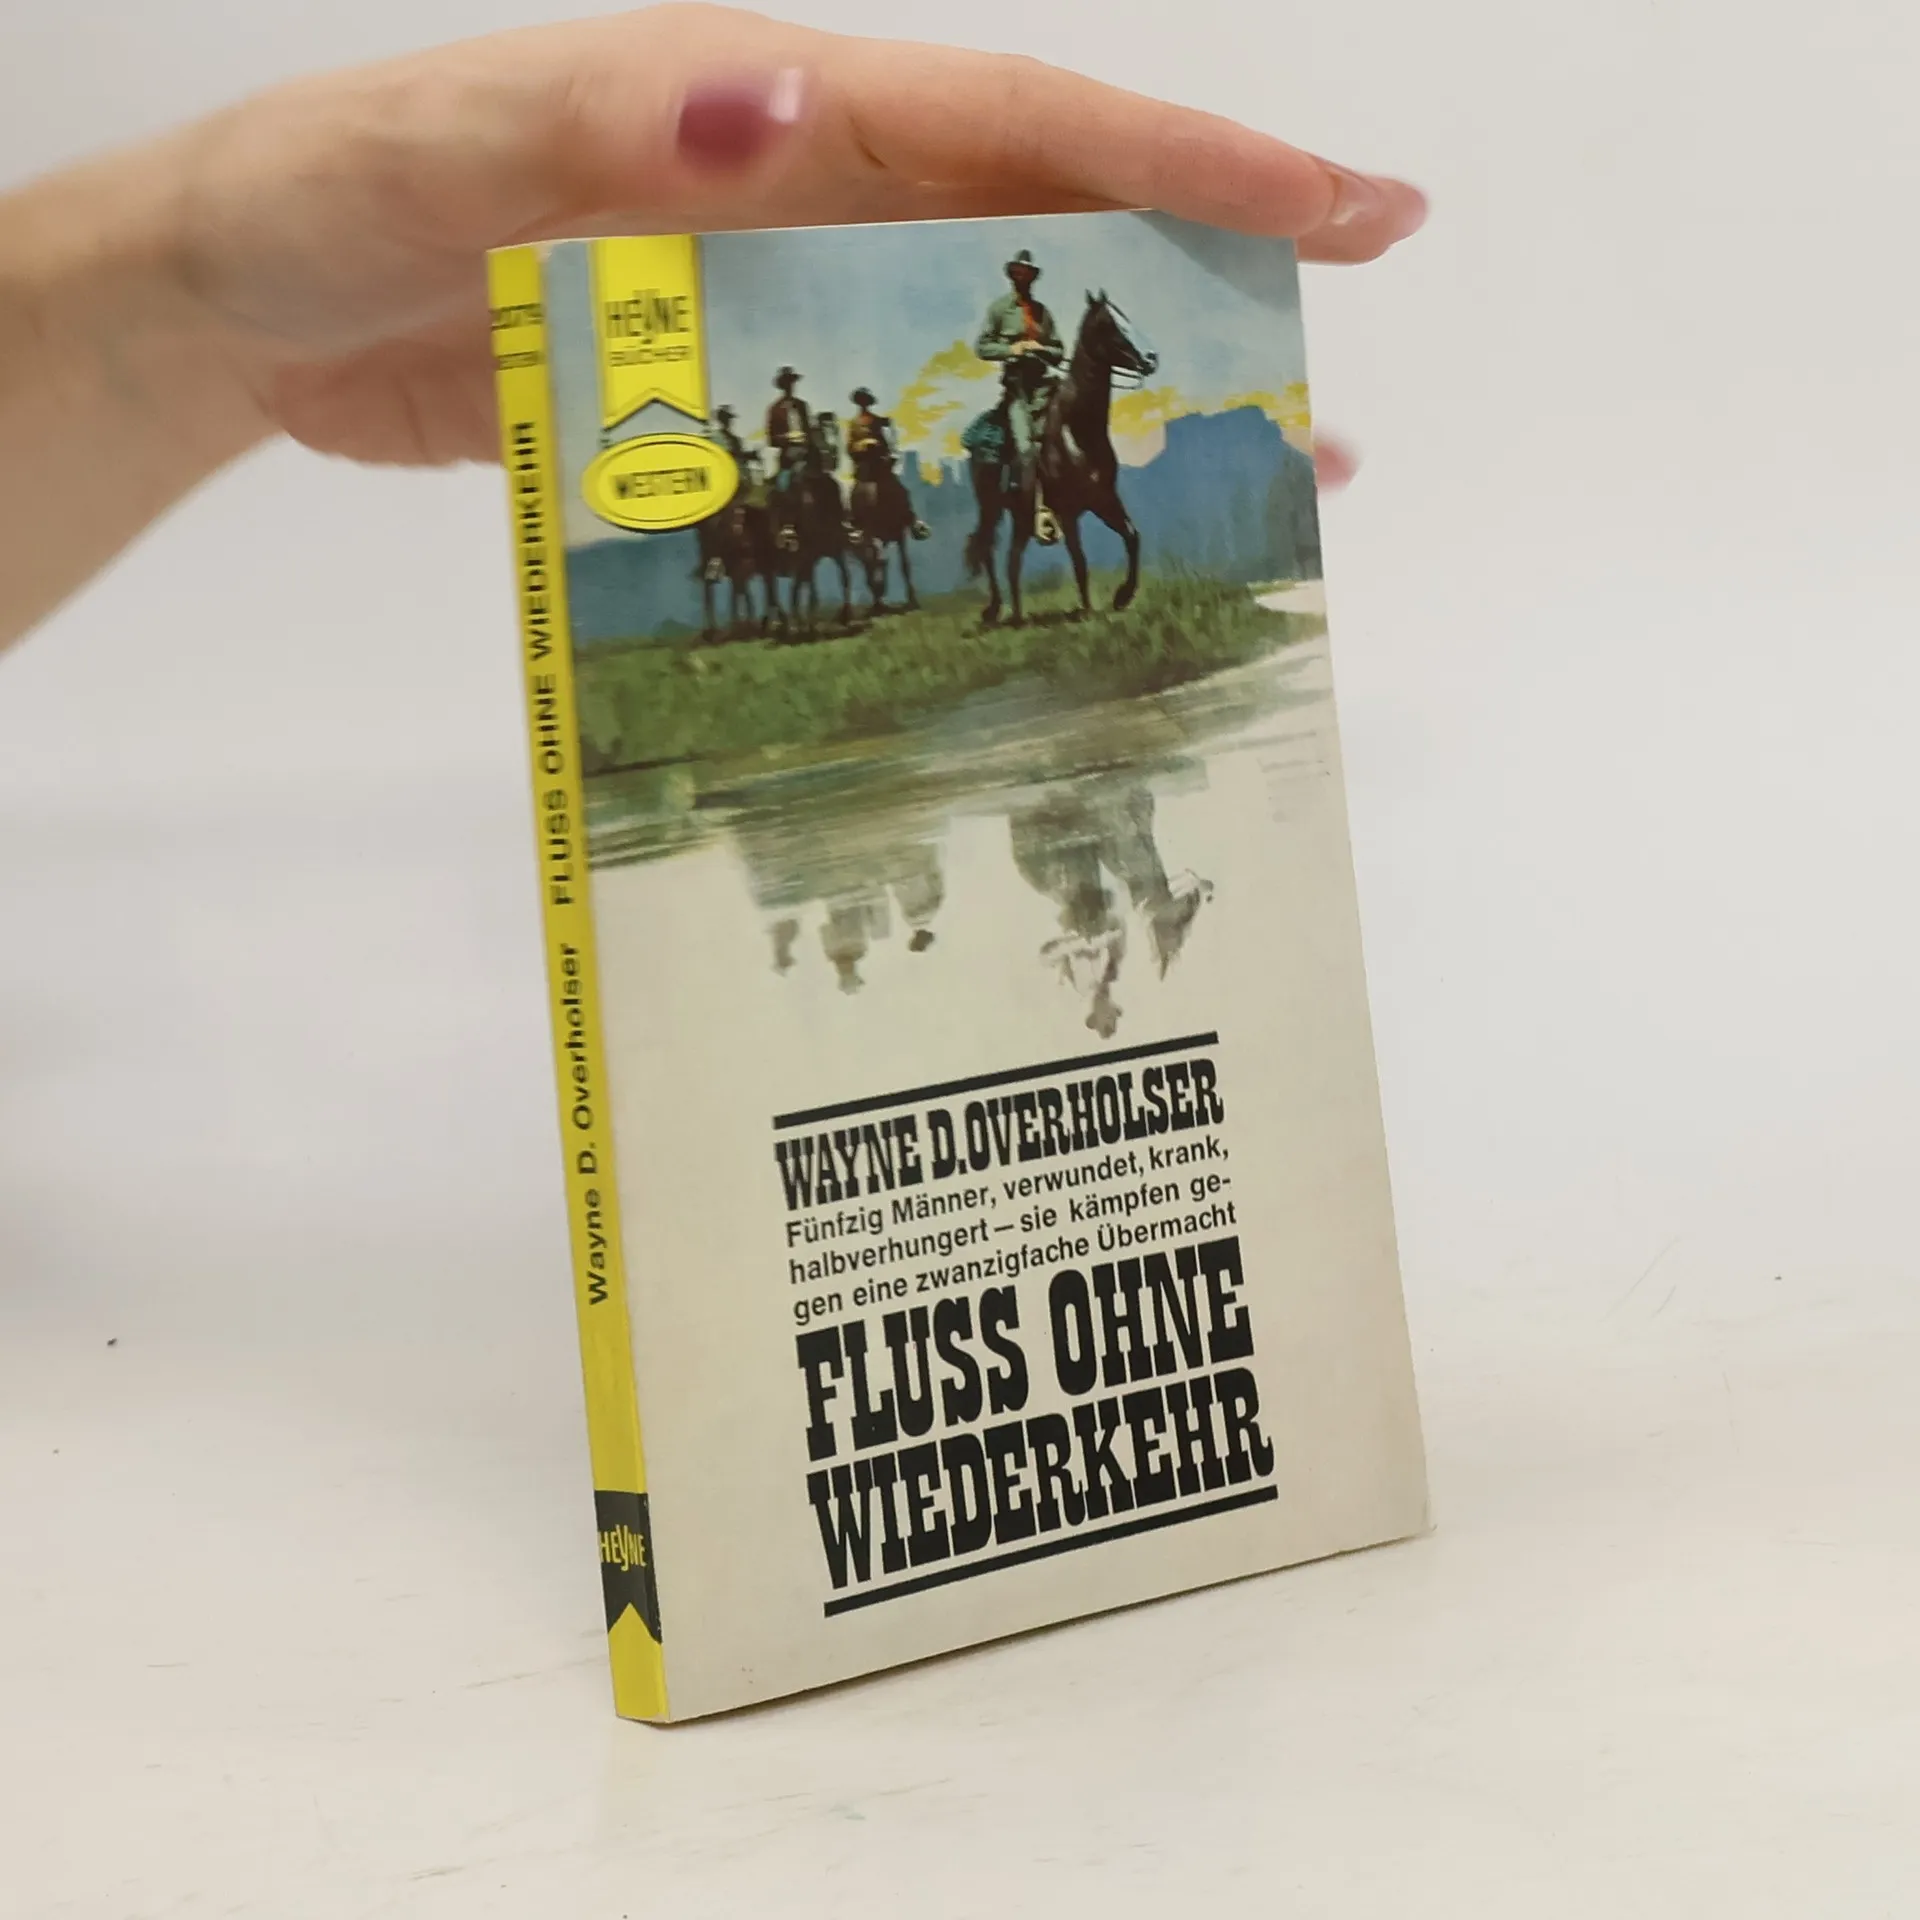 HEYNE
BÜCHER
WESTERN
WAYNE D. OVERHOLSER
Fünfzig Männer, verwundet, krank,
halbverhungert – sie kämpfen ge-
gen eine zwanzigfache Übermacht
FLUSS OHNE
WIEDERKEHR
Wayne D. Overholser FLUSS OHNE WIEDERKEHR
HEYNE